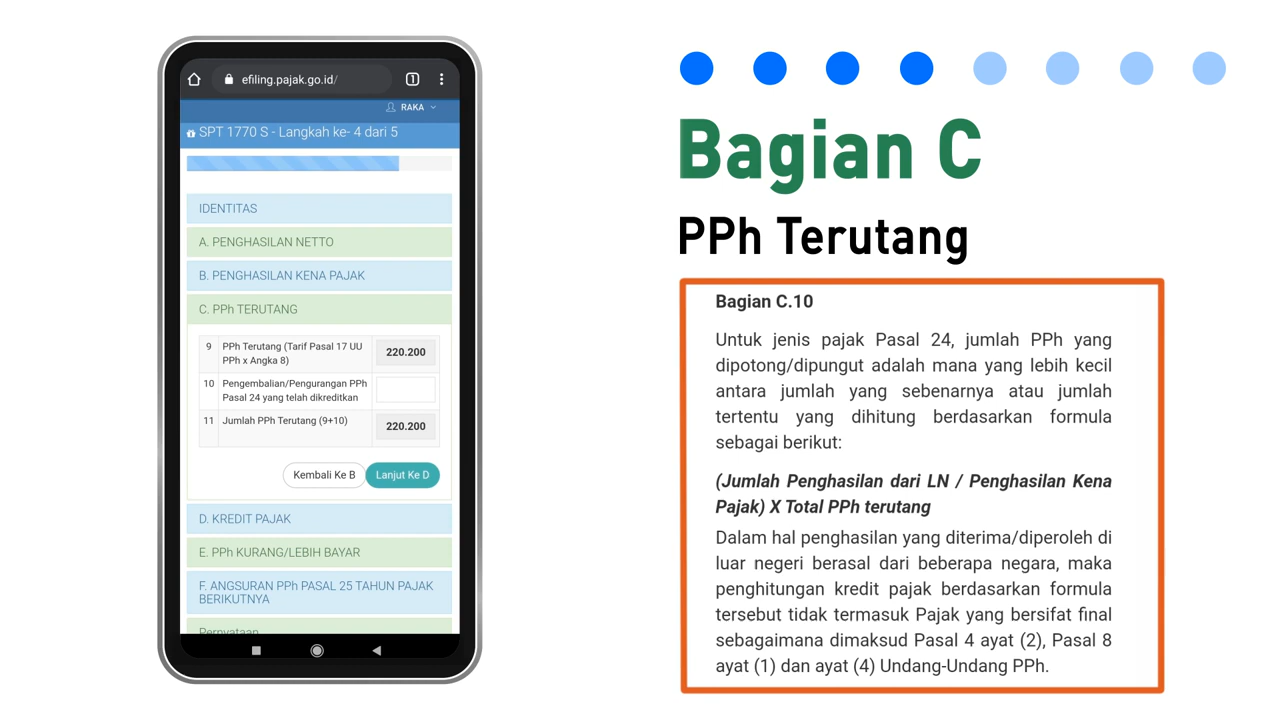 efiling.pajak.go.id/
1
RAKA
SPT 1770 S - Langkah ke- 4 dari 5
IDENTITAS
A. PENGHASILAN NETTO
B. PENGHASILAN KENA PAJAK
C. PPh TERUTANG
9 PPh Terutang (Tarif Pasal 17 UU
PPh x Angka 8)
220.200
10 Pengembalian/Pengurangan PPh
Pasal 24 yang telah dikreditkan
11 Jumlah PPh Terutang (9+10)
220.200
Kembali Ke B
Lanjut Ke D
D. KREDIT PAJAK
E. PPh KURANG/LEBIH BAYAR
F. ANGSURAN PPh PASAL 25 TAHUN PAJAK
BERIKUTNYA
Pernyataan
Bagian C
PPh Terutang
Bagian C.10
Untuk jenis pajak Pasal 24, jumlah PPh yang
dipotong/dipungut adalah mana yang lebih kecil
antara jumlah yang sebenarnya atau jumlah
tertentu yang dihitung berdasarkan formula
sebagai berikut:
(Jumlah Penghasilan dari LN / Penghasilan Kena
Pajak) X Total PPh terutang
Dalam hal penghasilan yang diterima/diperoleh di
luar negeri berasal dari beberapa negara, maka
penghitungan kredit pajak berdasarkan formula
tersebut tidak termasuk Pajak yang bersifat final
sebagaimana dimaksud Pasal 4 ayat (2), Pasal 8
ayat (1) dan ayat (4) Undang-Undang PPh.